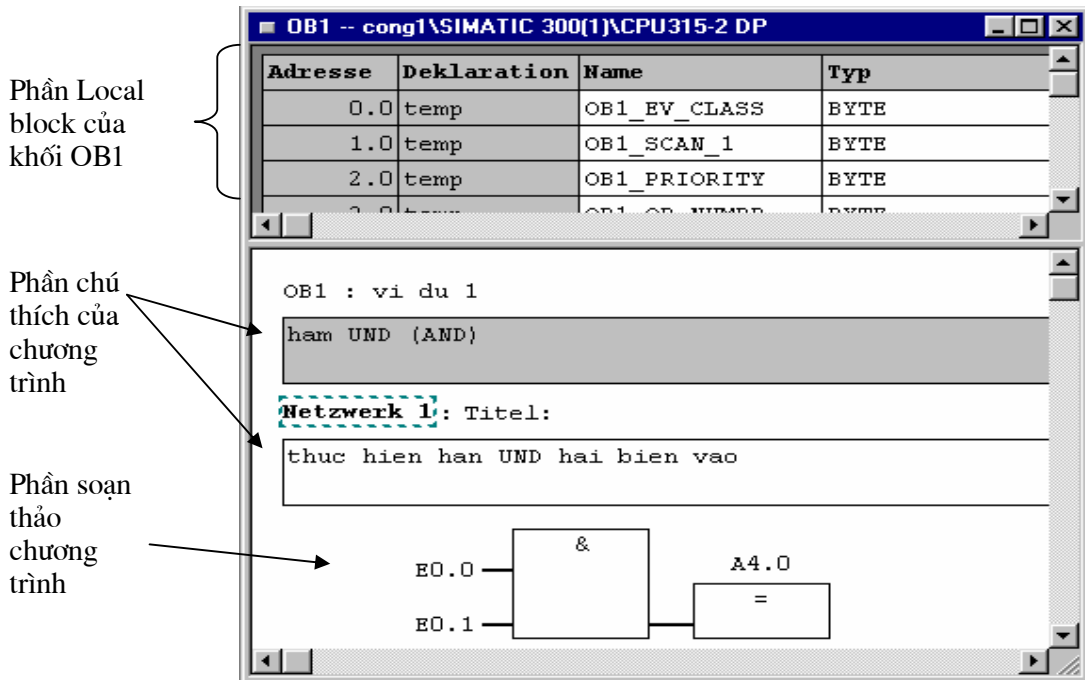 OB1 -- cong1\SIMATIC 300(1)\CPU315-2 DP
Adresse Deklaration Name Typ
0.0 temp OB1_EV_CLASS BYTE
1.0 temp OB1_SCAN_1 BYTE
2.0 temp OB1_PRIORITY BYTE
Phần Local
block của
khối OB1
OB1 : vi du 1
ham UND (AND)
Netzwerk 1 : Titel:
thuc hien han UND hai bien vao
Phần chú
thích của
chương
trình
Phần soạn
thảo
chương
trình
&
E0.0
E0.1
A4.0
=